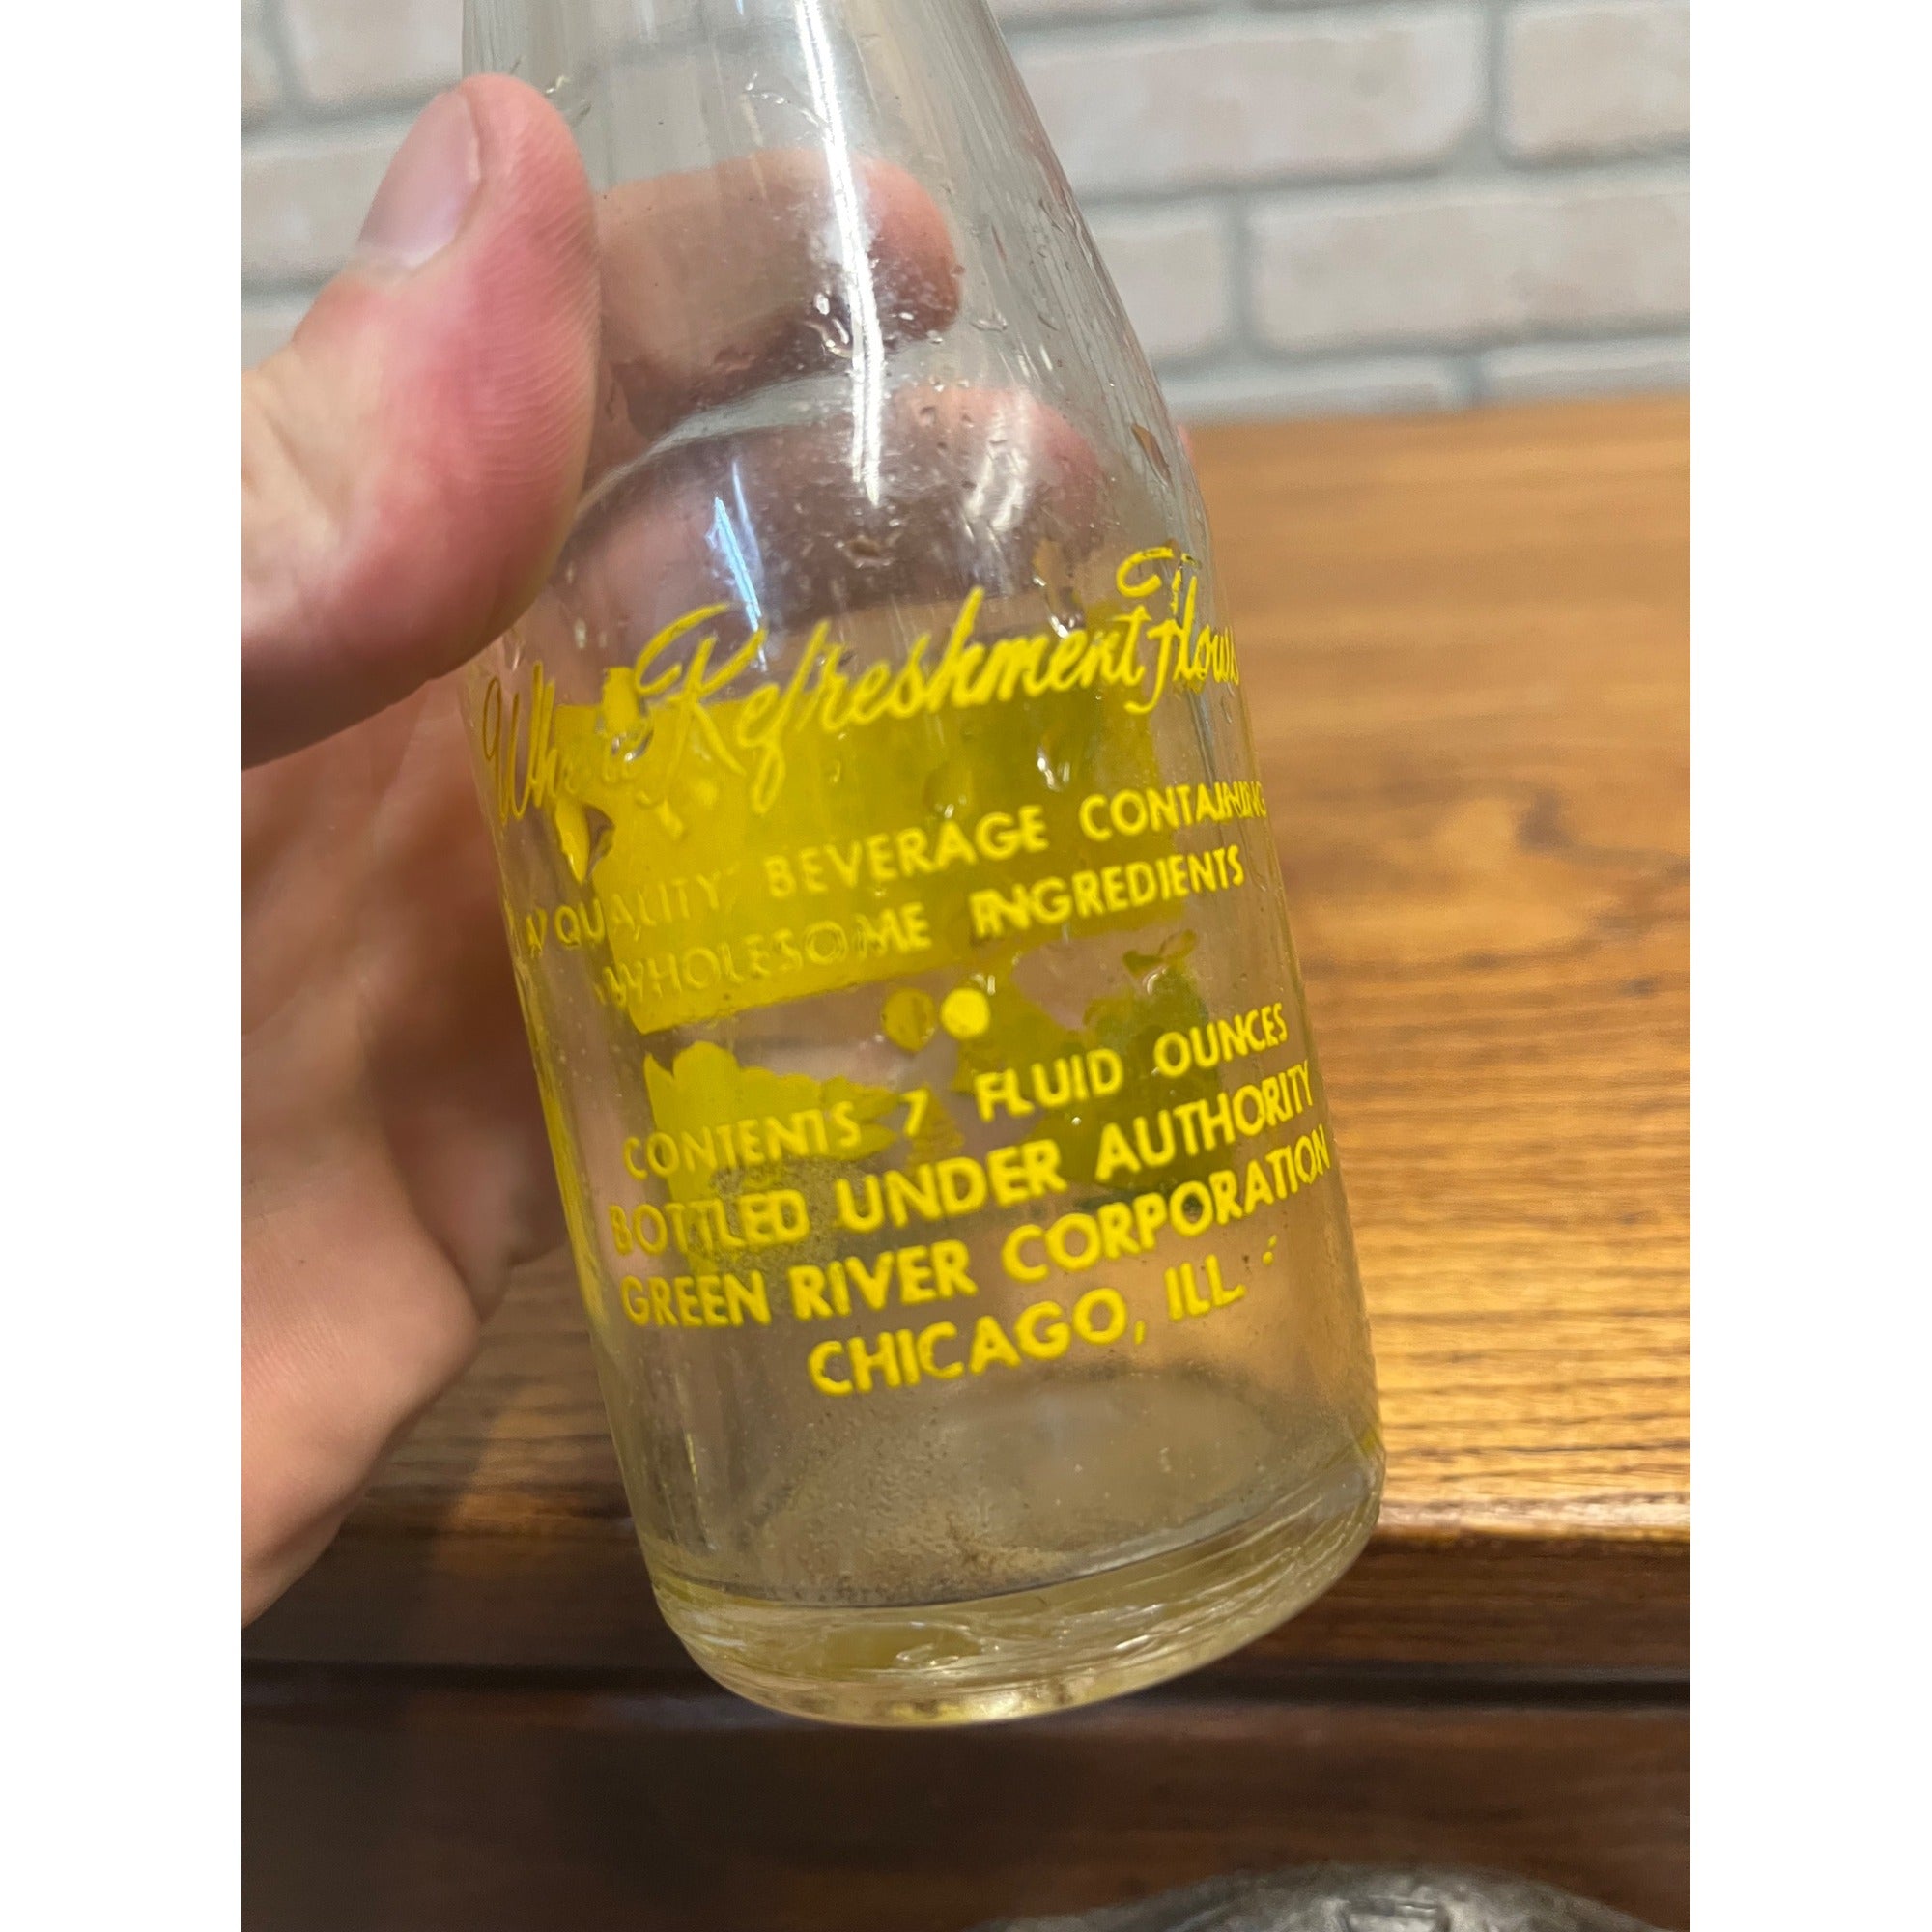 Where Refreshment Flows
A QUALITY BEVERAGE CONTAINING
WHOLESOME INGREDIENTS
CONTENTS 7 FLUID OUNCES
BOTTLED UNDER AUTHORITY
GREEN RIVER CORPORATION
CHICAGO, ILL.